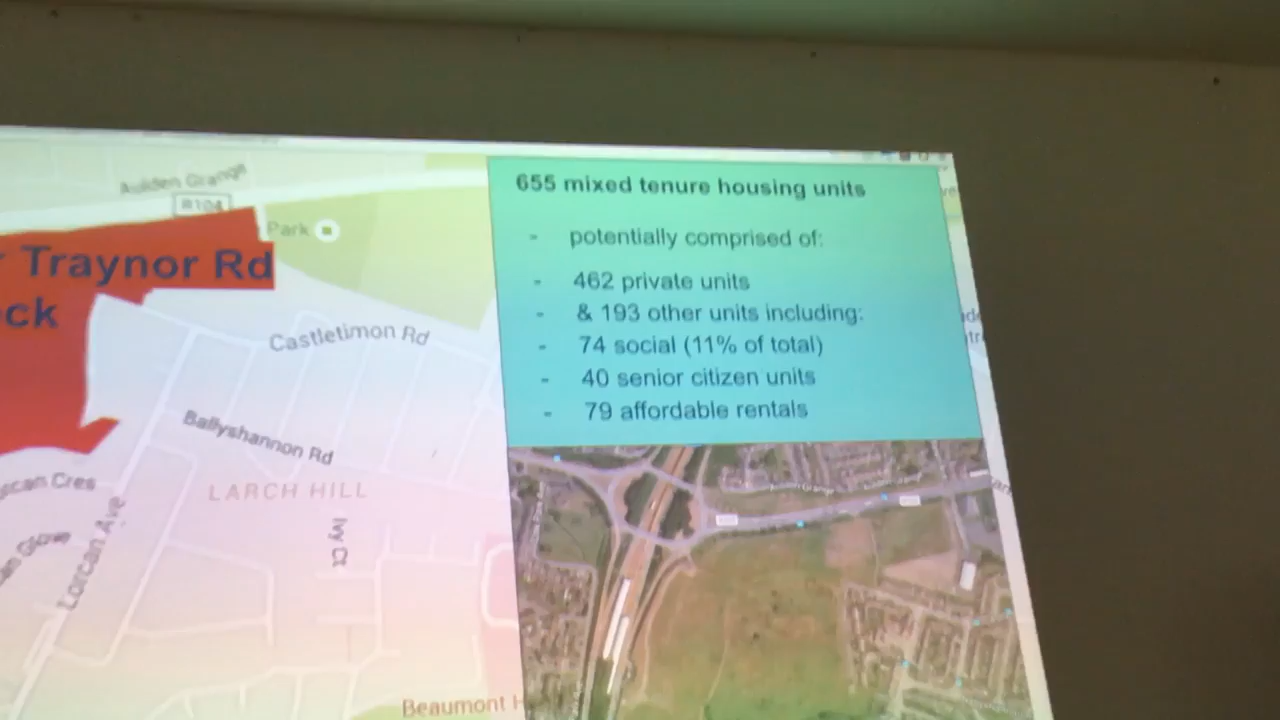 Aulden Grange
R104
Park
Traynor Rd
ck
Castletimon Rd
Ballyshannon Rd
LARCH HILL
Ivy Ct
Lorcan Ave
Beaumont H
655 mixed tenure housing units
- potentially comprised of:
- 462 private units
- & 193 other units including:
- 74 social (11% of total)
- 40 senior citizen units
- 79 affordable rentals